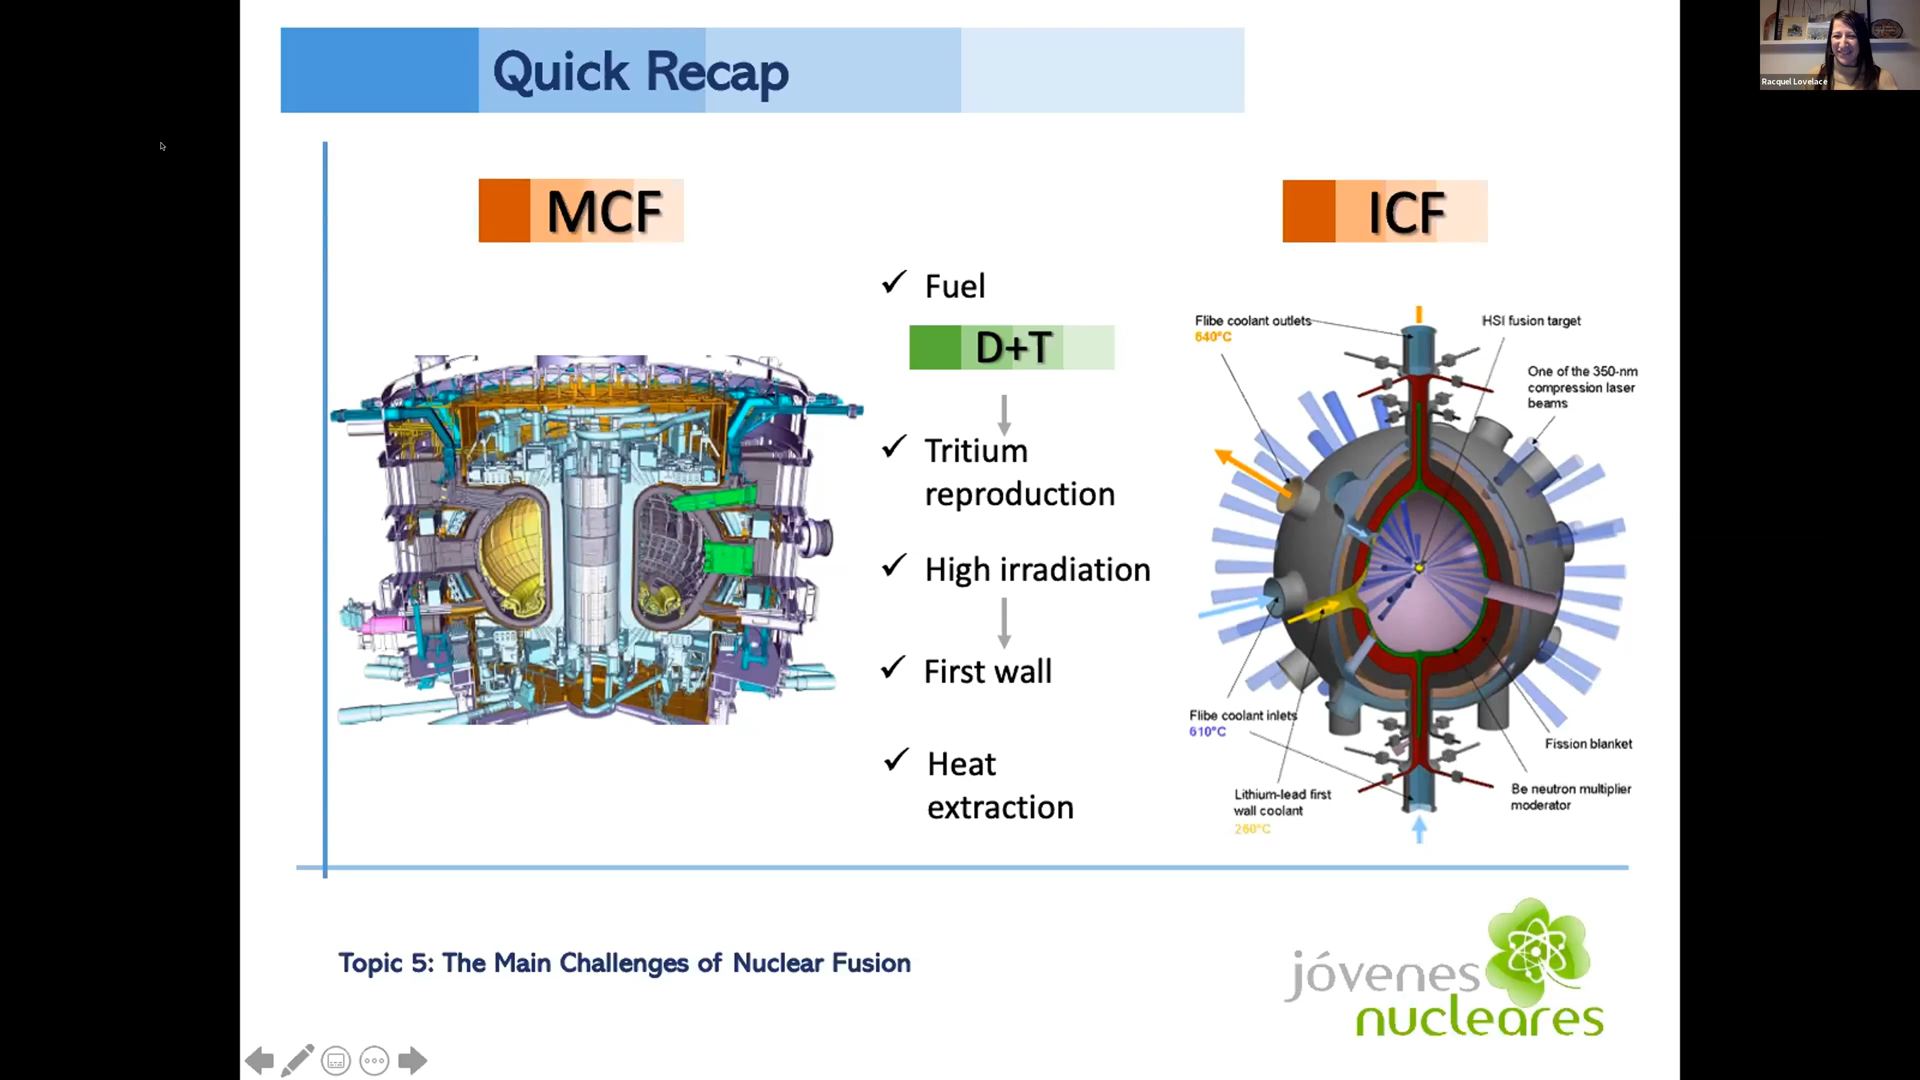 Quick Recap
Racquel Lovelace
MCF
ICF
✓ Fuel
D+T
✓ Tritium
reproduction
✓ High irradiation
✓ First wall
✓ Heat
extraction
Flibe coolant outlets
640°C
HSI fusion target
One of the 350-nm
compression laser
beams
Flibe coolant inlets
610°C
Lithium-lead first
wall coolant
260°C
Fission blanket
Be neutron multiplier
moderator
Topic 5: The Main Challenges of Nuclear Fusion
jóvenes
nucleares